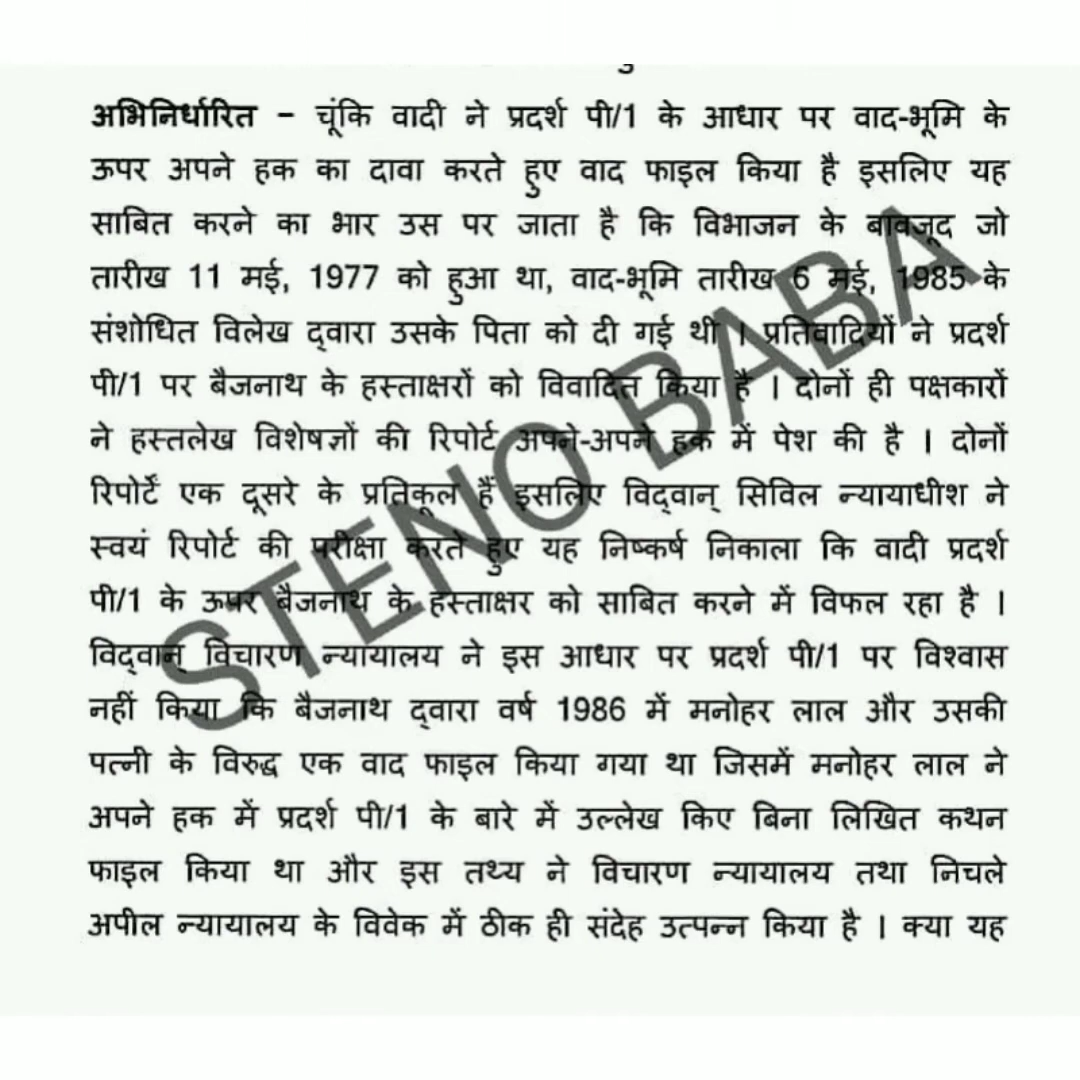 अभिनिर्धारित – चूंकि वादी ने प्रदर्श पी/1 के आधार पर वाद-भूमि के
ऊपर अपने हक का दावा करते हुए वाद फाइल किया है इसलिए यह
साबित करने का भार उस पर जाता है कि विभाजन के बावजूद जो
तारीख 11 मई, 1977 को हुआ था, वाद-भूमि तारीख 6 मई, 1985 के
संशोधित विलेख द्वारा उसके पिता को दी गई थी । प्रतिवादियों ने प्रदर्श
पी/1 पर बैजनाथ के हस्ताक्षरों को विवादित किया है । दोनों ही पक्षकारों
ने हस्तलेख विशेषज्ञों की रिपोर्ट अपने-अपने हक में पेश की है । दोनों
रिपोर्टें एक दूसरे के प्रतिकूल हैं इसलिए विद्वान् सिविल न्यायाधीश ने
स्वयं रिपोर्ट की परीक्षा करते हुए यह निष्कर्ष निकाला कि वादी प्रदर्श
पी/1 के ऊपर बैजनाथ के हस्ताक्षर को साबित करने में विफल रहा है ।
विद्वान् विचारण न्यायालय ने इस आधार पर प्रदर्श पी/1 पर विश्वास
नहीं किया कि बैजनाथ द्वारा वर्ष 1986 में मनोहर लाल और उसकी
पत्नी के विरुद्ध एक वाद फाइल किया गया था जिसमें मनोहर लाल ने
अपने हक में प्रदर्श पी/1 के बारे में उल्लेख किए बिना लिखित कथन
फाइल किया था और इस तथ्य ने विचारण न्यायालय तथा निचले
अपील न्यायालय के विवेक में ठीक ही संदेह उत्पन्न किया है । क्या यह
STENO BABA